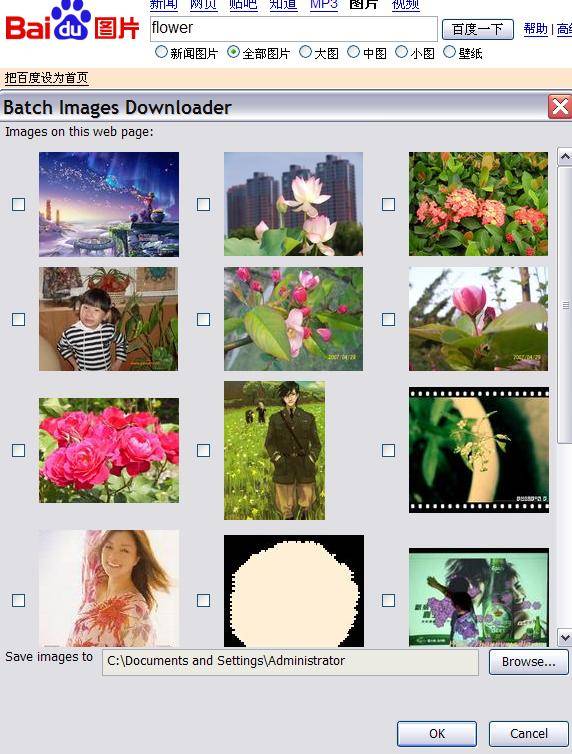 新闻 网页 贴吧 知道 MP3 图片 视频
Bai du 图片
flower
百度一下
帮助 | 高级
新闻图片 全部图片 大图 中图 小图 壁纸
把百度设为首页
Batch Images Downloader
Images on this web page:
2007/04/29
2007/04/29
Save images to
C:\Documents and Settings\Administrator
Browse...
OK
Cancel